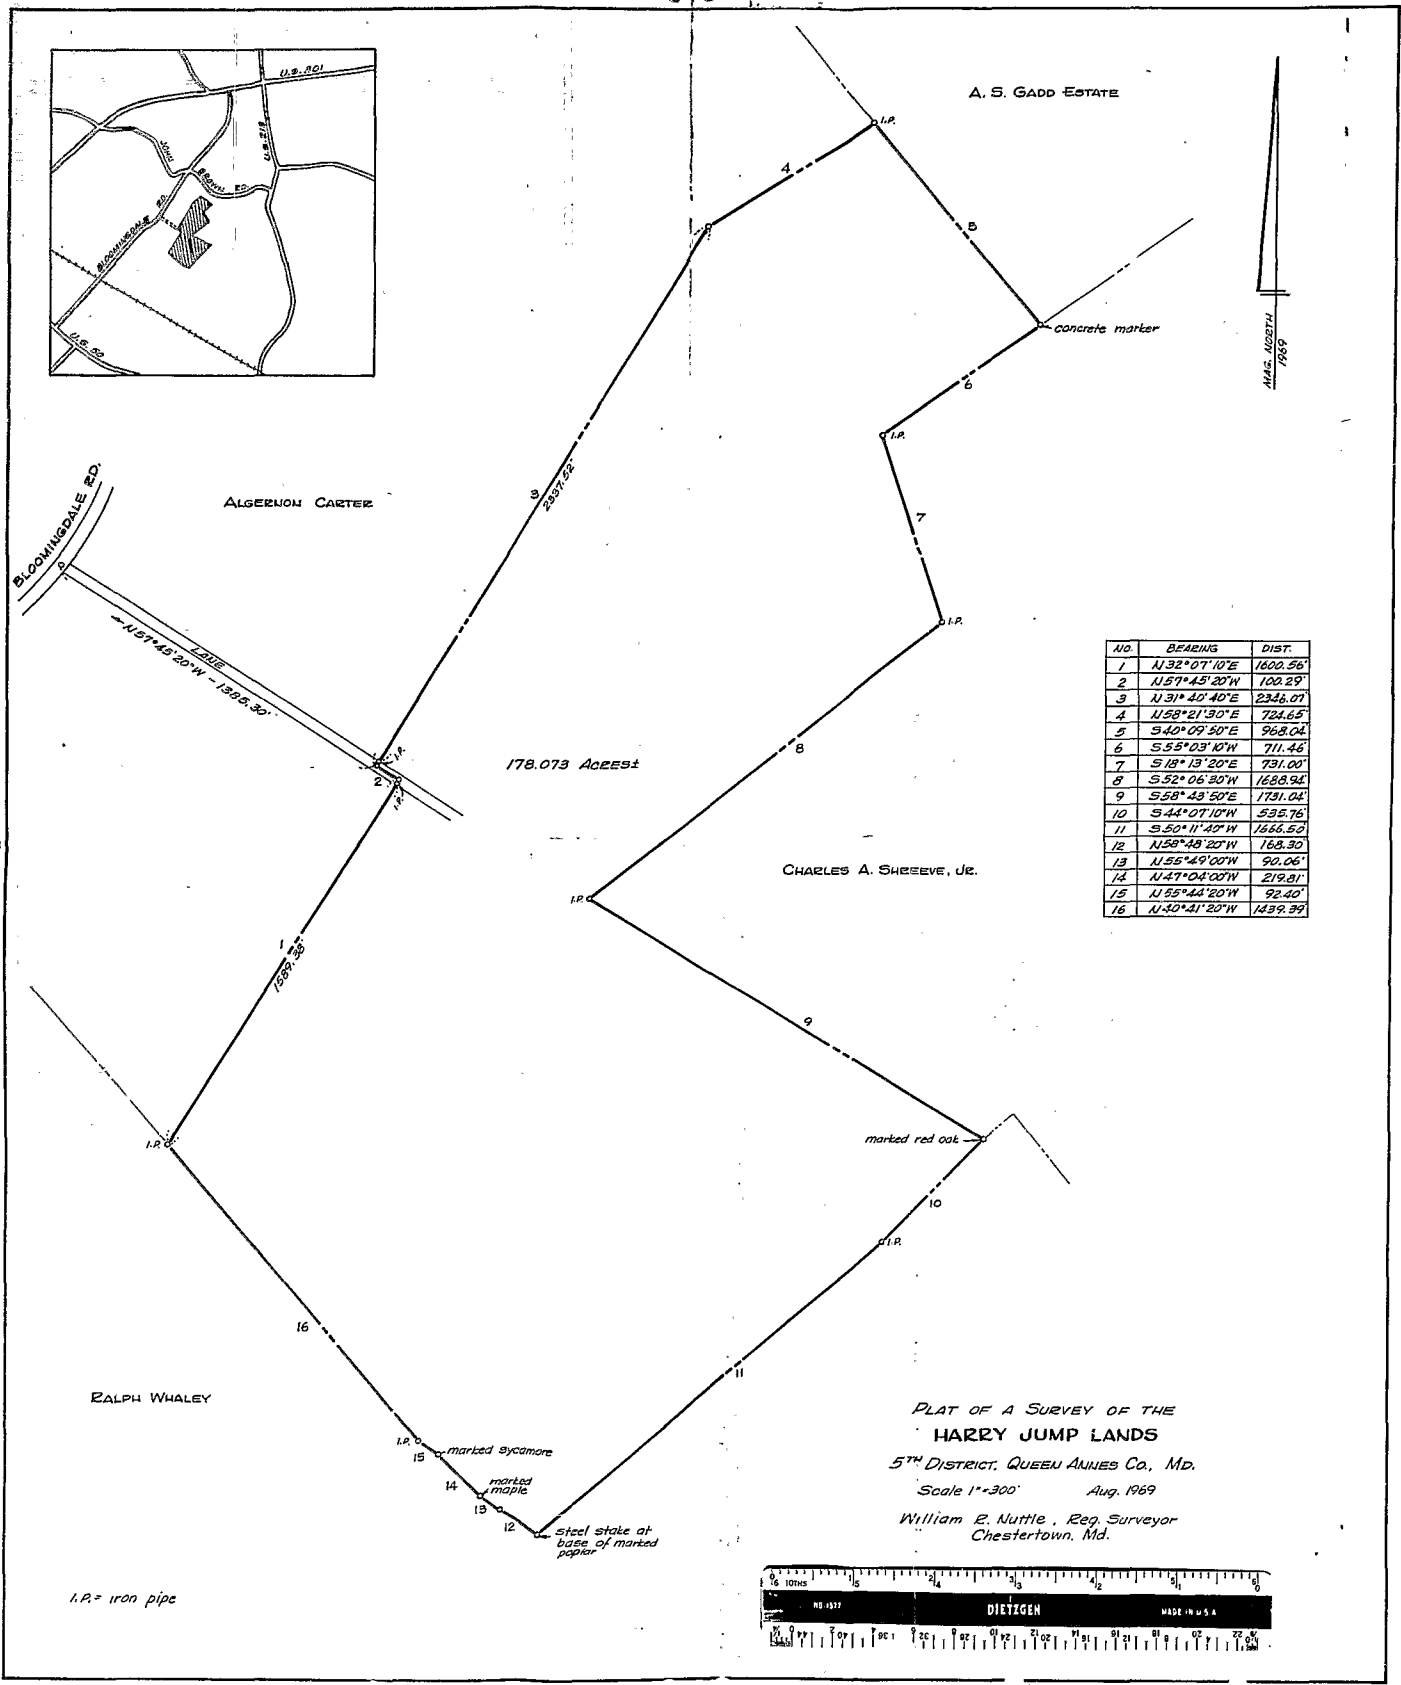 U.S. 301
U.S. 213
JOHN
BROWN RD.
BLOOMINGDALE RD.
U.S. 50
A. S. GADD ESTATE
I.P.
4
5
concrete marker
MAG. NORTH
1969
6
I.P.
3
2337.52'
7
ALGERNON CARTER
BLOOMINGDALE RD.
A
LANE
N57°45'20"W - 1385.30'
I.P.
I.P.
2
I.P.
178.073 ACRES±
8
NO. BEARING DIST.
1 N32°07'10"E 1600.56'
2 N57°45'20"W 100.29'
3 N31°40'40"E 2346.07'
4 N58°21'30"E 724.65'
5 S40°09'50"E 968.04'
6 S55°03'10"W 711.46'
7 S18°13'20"E 731.00'
8 S52°06'30"W 1688.94'
9 S58°43'50"E 1731.04'
10 S44°07'10"W 535.76'
11 S50°11'40"W 1666.50'
12 N58°48'20"W 168.30'
13 N55°49'00"W 90.06'
14 N47°04'00"W 219.81'
15 N55°44'20"W 92.40'
16 N40°41'20"W 1439.39'
CHARLES A. SHREEVE, JR.
I.P.
1
1589.38'
9
I.P.
marked red oak
10
I.P.
16
11
RALPH WHALEY
I.P.
15
marked sycamore
14
marked
maple
13
12
steel stake at
base of marked
poplar
PLAT OF A SURVEY OF THE
HARRY JUMP LANDS
5TH DISTRICT, QUEEN ANNES CO., MD.
Scale 1"=300' Aug. 1969
William R. Nuttle, Reg. Surveyor
Chestertown, Md.
I.P. = iron pipe
10THS
NO. 1577 DIETZGEN MADE IN U.S.A